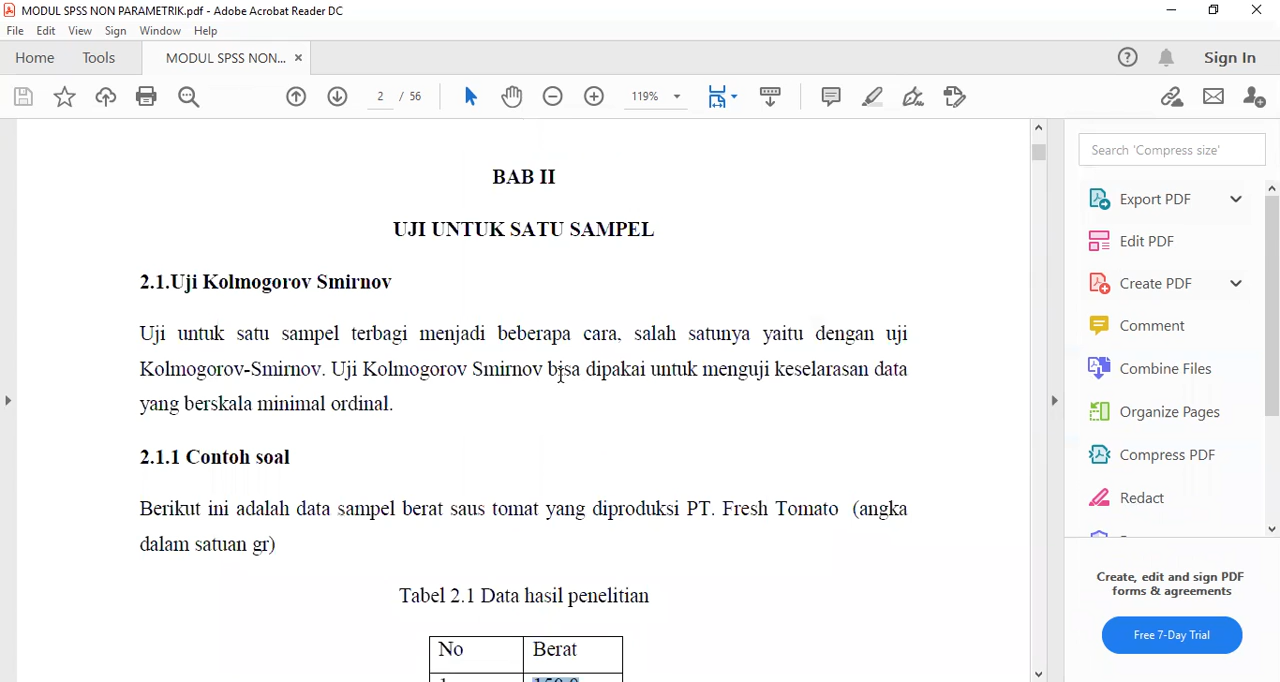 MODUL SPSS NON PARAMETRIK.pdf - Adobe Acrobat Reader DC
File Edit View Sign Window Help
Home Tools MODUL SPSS NON... × Sign In
2 / 56 119%
BAB II
UJI UNTUK SATU SAMPEL
2.1.Uji Kolmogorov Smirnov
Uji untuk satu sampel terbagi menjadi beberapa cara, salah satunya yaitu dengan uji
Kolmogorov-Smirnov. Uji Kolmogorov Smirnov bisa dipakai untuk menguji keselarasan data
yang berskala minimal ordinal.
2.1.1 Contoh soal
Berikut ini adalah data sampel berat saus tomat yang diproduksi PT. Fresh Tomato (angka
dalam satuan gr)
Tabel 2.1 Data hasil penelitian
No Berat
Search 'Compress size'
Export PDF
Edit PDF
Create PDF
Comment
Combine Files
Organize Pages
Compress PDF
Redact
Create, edit and sign PDF
forms & agreements
Free 7-Day Trial